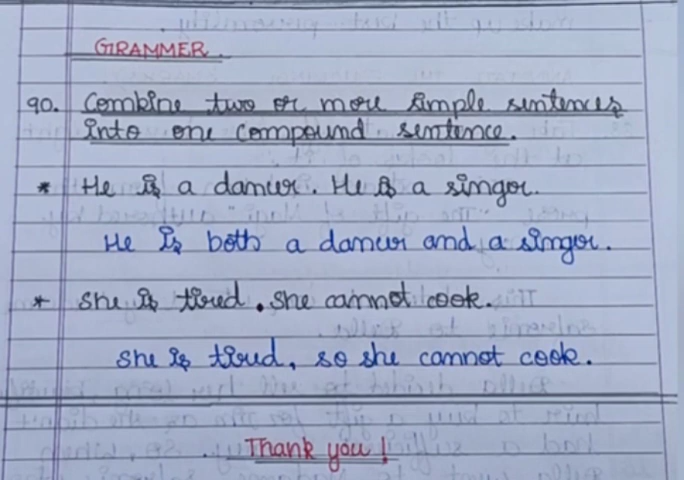 GRAMMER
90. Combine two or more simple sentences
into one compound sentence.
* He is a dancer. He is a singer.
He is both a dancer and a singer.
* She is tired. She cannot cook.
She is tired, so she cannot cook.
Thank you!